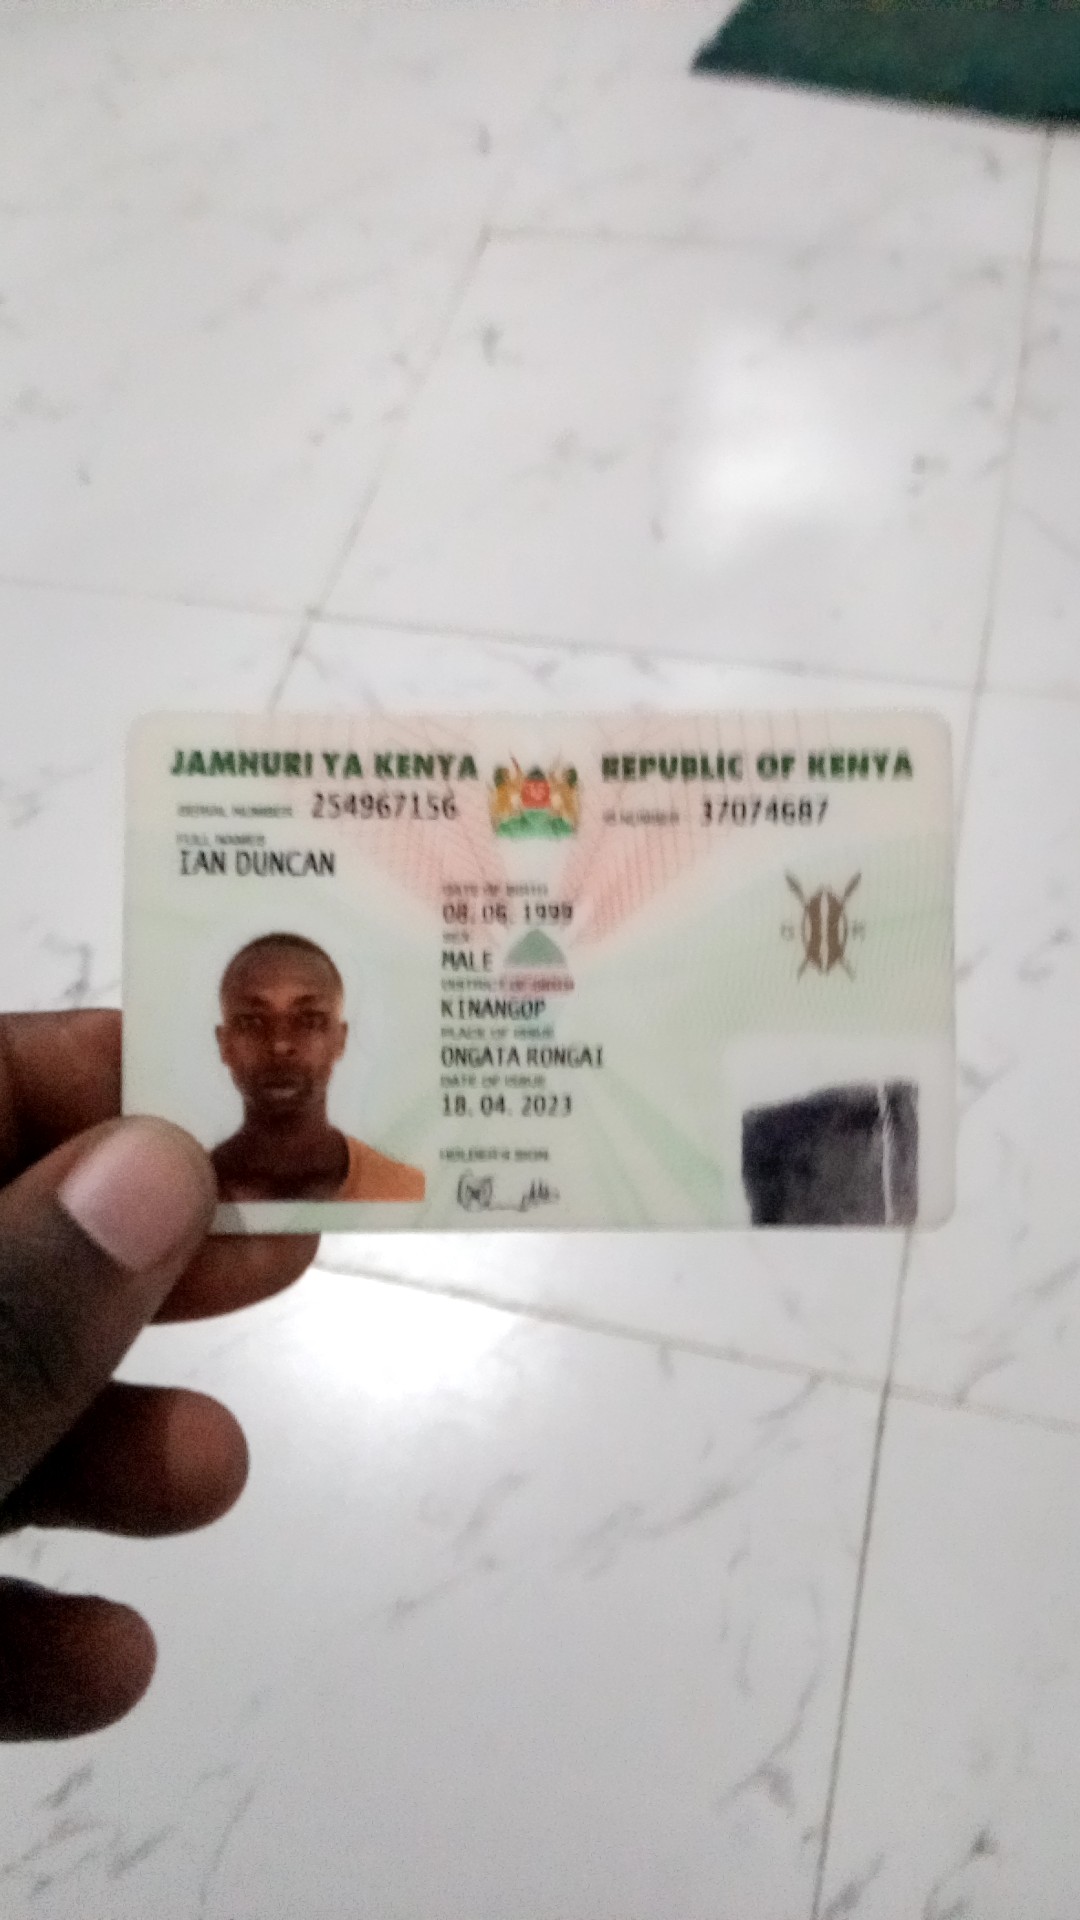 JAMHURI YA KENYA REPUBLIC OF KENYA
SERIAL NUMBER 254967156 ID NUMBER 37074687
FULL NAMES
IAN DUNCAN
DATE OF BIRTH
08. 06. 1999
SEX
MALE
DISTRICT OF BIRTH
KINANGOP
PLACE OF ISSUE
ONGATA RONGAI
DATE OF ISSUE
18. 04. 2023
HOLDER'S SIGN